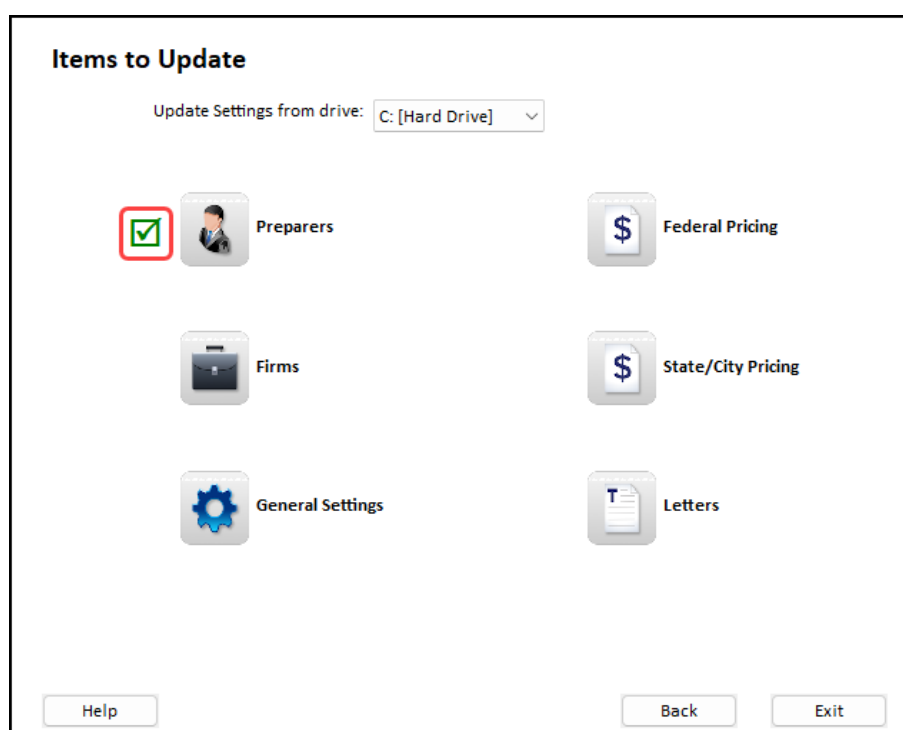 Items to Update
Update Settings from drive: C: [Hard Drive]
Preparers
Federal Pricing
Firms
State/City Pricing
General Settings
Letters
Help
Back
Exit